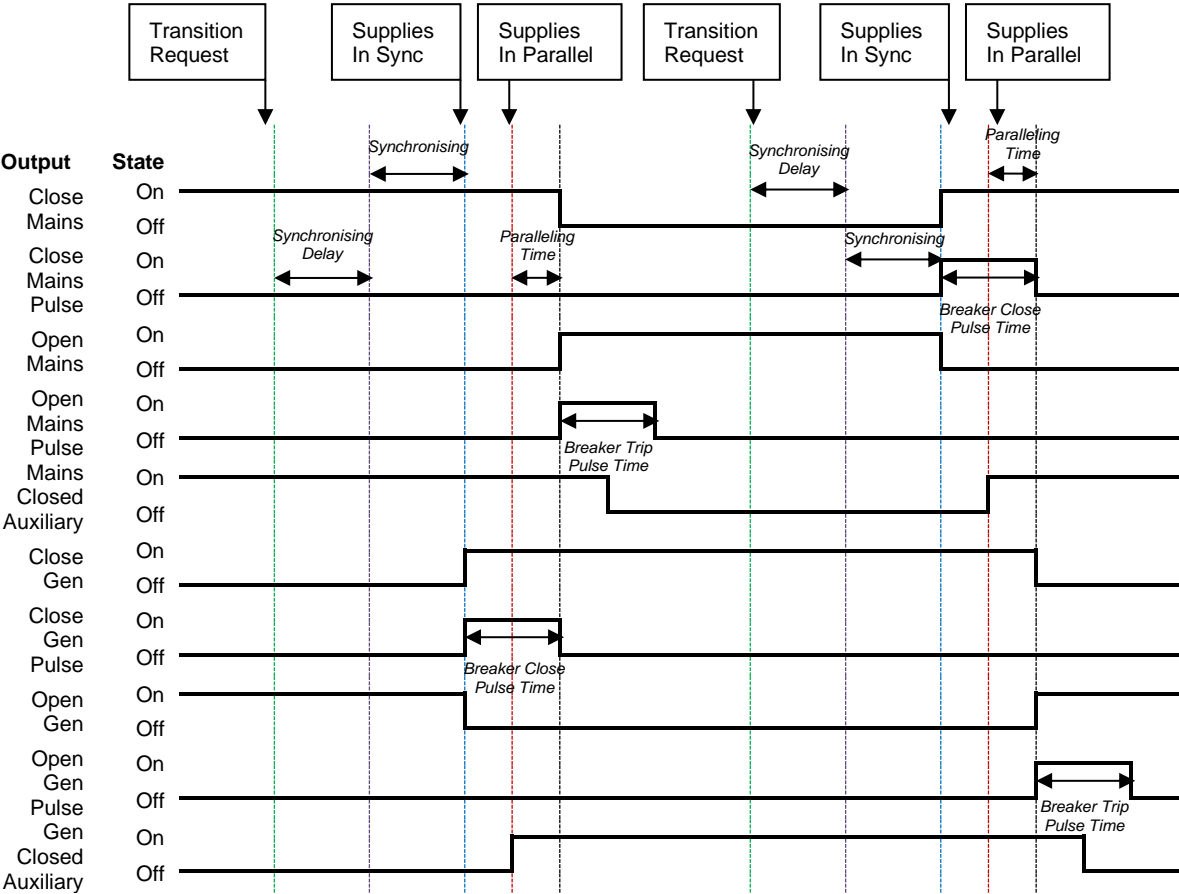 Transition
Request
Supplies
In Sync
Supplies
In Parallel
Transition
Request
Supplies
In Sync
Supplies
In Parallel
Output State
Synchronising
Synchronising
Delay
Paralleling
Time
Close
Mains
On
Off
Synchronising
Delay
Paralleling
Time
Synchronising
Close
Mains
Pulse
On
Off
Breaker Close
Pulse Time
Open
Mains
On
Off
Open
Mains
Pulse
On
Off
Breaker Trip
Pulse Time
Mains
Closed
Auxiliary
On
Off
Close
Gen
On
Off
Close
Gen
Pulse
On
Off
Breaker Close
Pulse Time
Open
Gen
On
Off
Open
Gen
Pulse
On
Off
Breaker Trip
Pulse Time
Gen
Closed
Auxiliary
On
Off